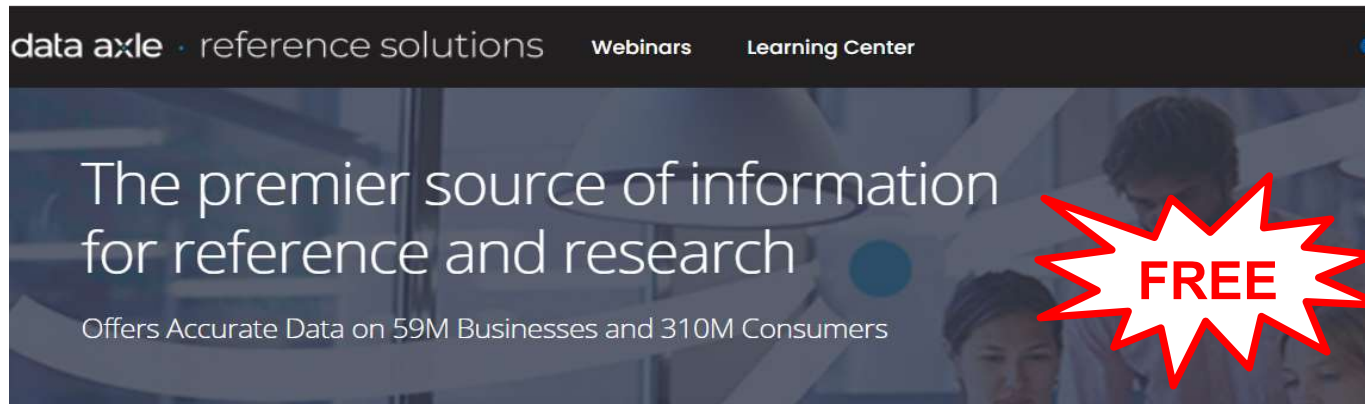 data axle · reference solutions Webinars Learning Center
The premier source of information
for reference and research
FREE
Offers Accurate Data on 59M Businesses and 310M Consumers